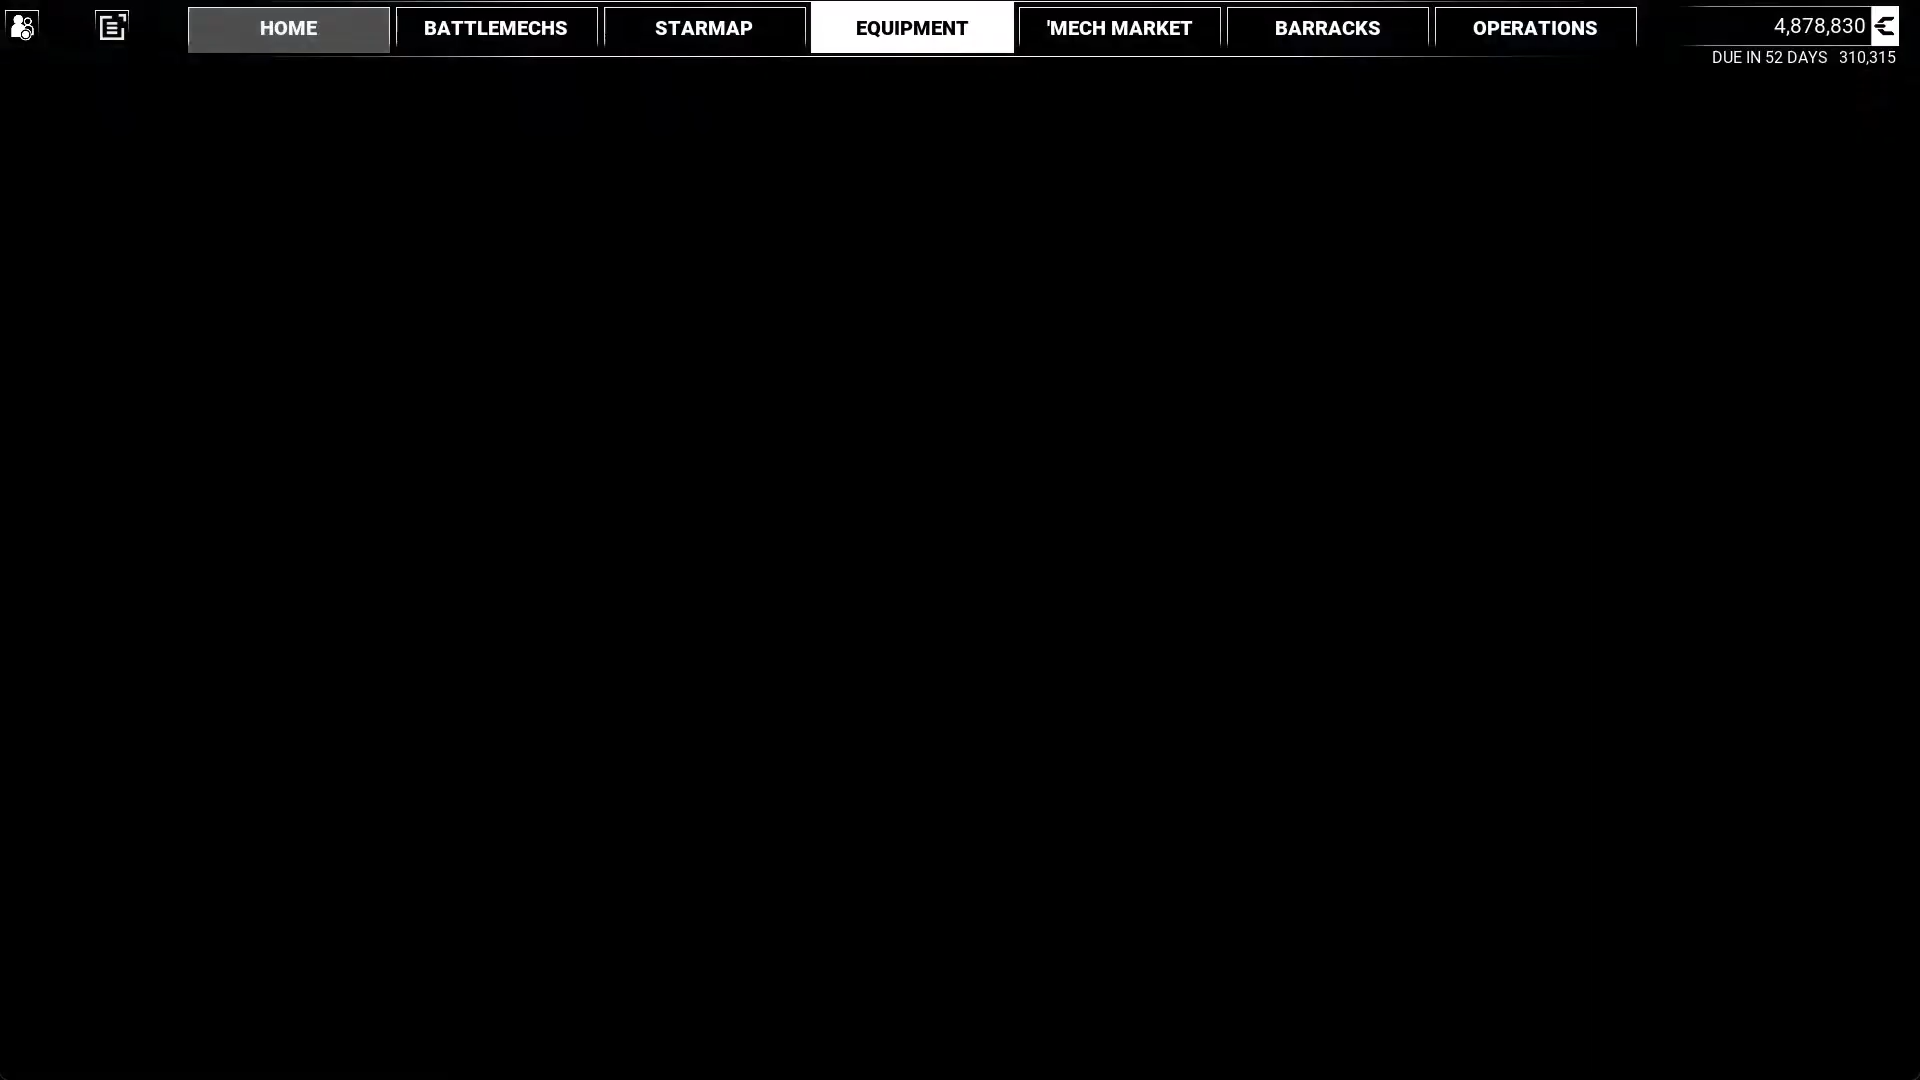 HOME
BATTLEMECHS
STARMAP
EQUIPMENT
'MECH MARKET
BARRACKS
OPERATIONS
4,878,830
DUE IN 52 DAYS 310,315